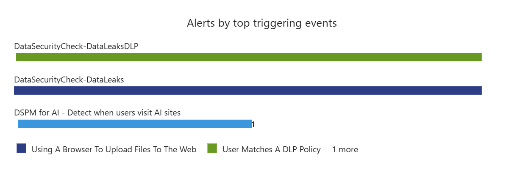 Alerts by top triggering events
DataSecurityCheck-DataLeaksDLP
DataSecurityCheck-DataLeaks
DSPM for AI - Detect when users visit AI sites
1
Using A Browser To Upload Files To The Web User Matches A DLP Policy 1 more